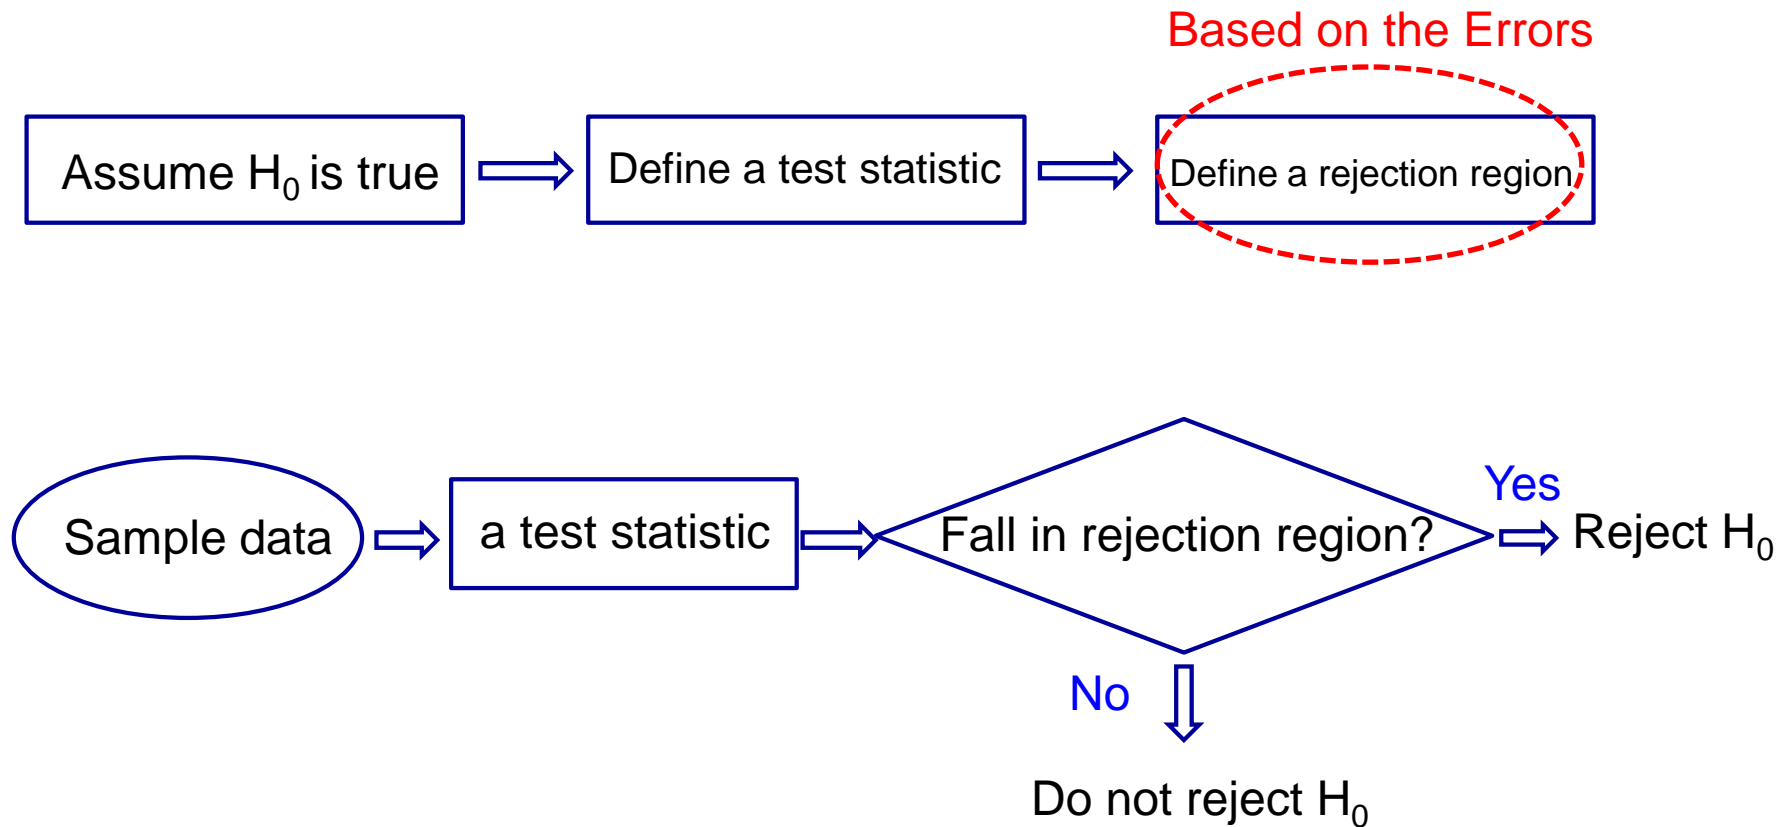 Based on the Errors
Assume H₀ is true
Define a test statistic
Define a rejection region
Sample data
a test statistic
Fall in rejection region?
Yes
Reject H₀
No
Do not reject H₀